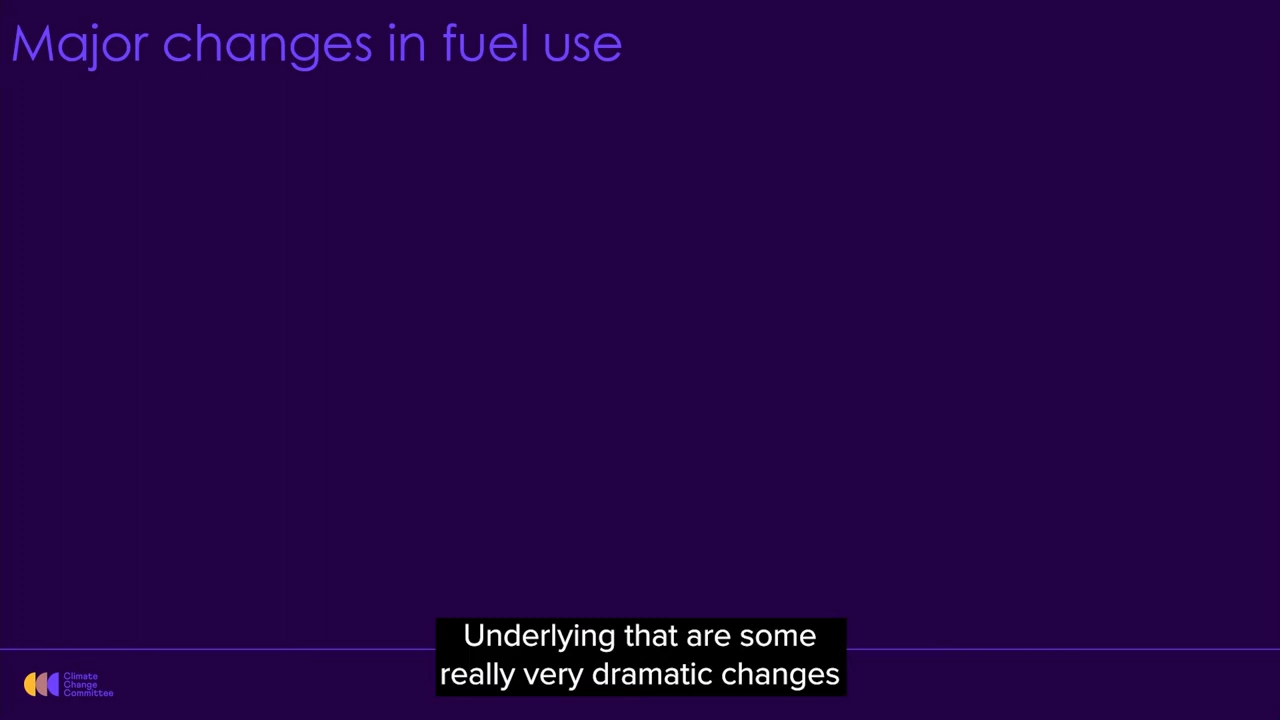 Major changes in fuel use
Underlying that are some
really very dramatic changes
Climate
Change
Committee